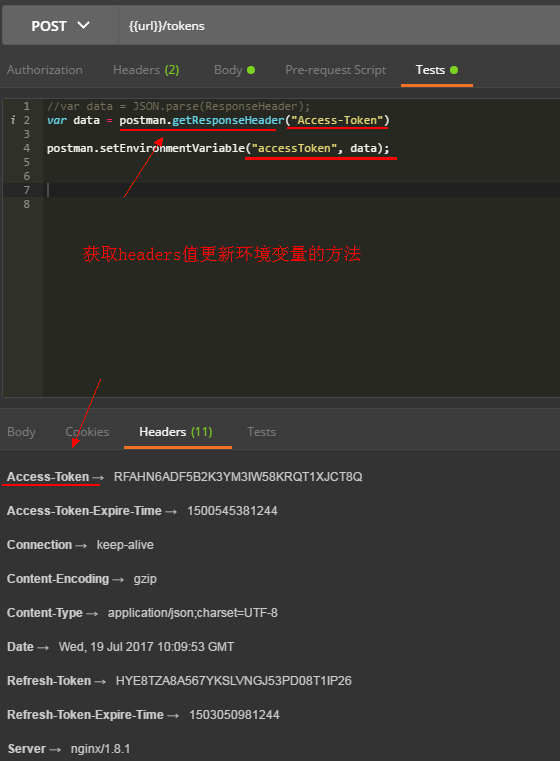 POST {{url}}/tokens
Authorization Headers (2) Body Pre-request Script Tests
1 //var data = JSON.parse(ResponseHeader);
i 2 var data = postman.getResponseHeader("Access-Token")
3
4 postman.setEnvironmentVariable("accessToken", data);
5
6
7
8
获取headers值更新环境变量的方法
Body Cookies Headers (11) Tests
Access-Token → RFAHN6ADF5B2K3YM3IW58KRQT1XJCT8Q
Access-Token-Expire-Time → 1500545381244
Connection → keep-alive
Content-Encoding → gzip
Content-Type → application/json;charset=UTF-8
Date → Wed, 19 Jul 2017 10:09:53 GMT
Refresh-Token → HYE8TZA8A567YKSLVNGJ53PD08T1IP26
Refresh-Token-Expire-Time → 1503050981244
Server → nginx/1.8.1